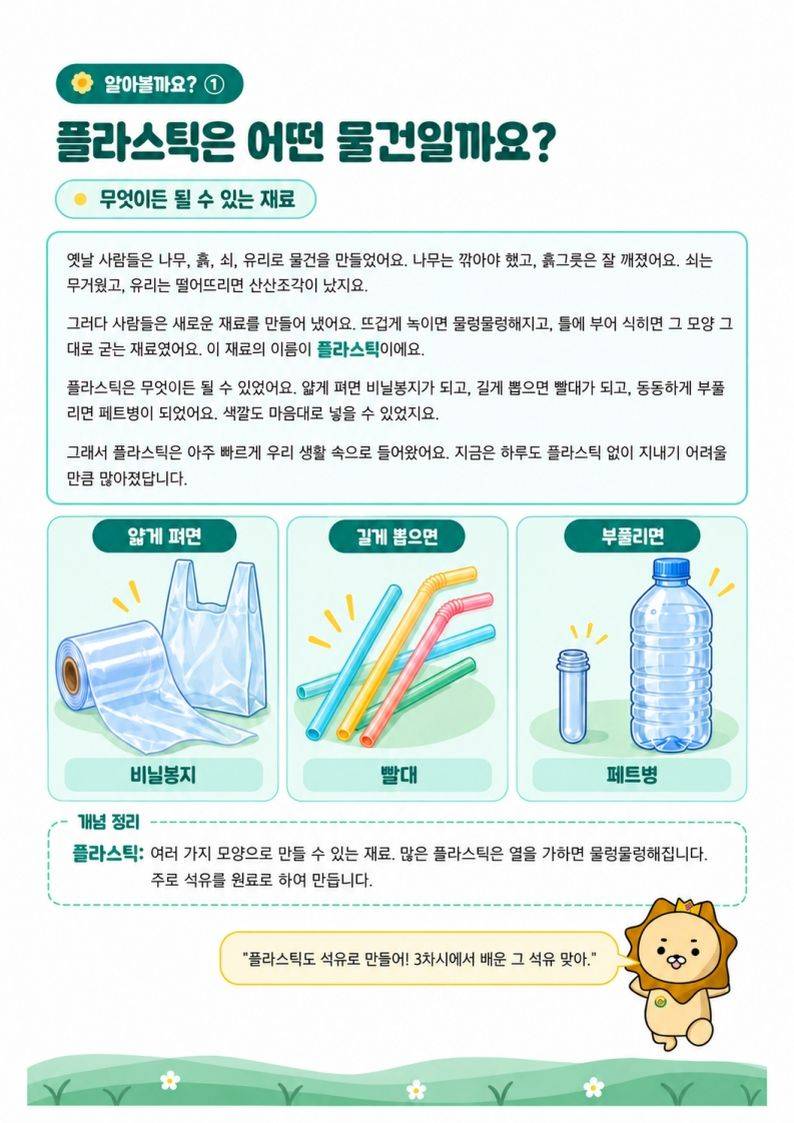 알아볼까요? ①
플라스틱은 어떤 물건일까요?
무엇이든 될 수 있는 재료
옛날 사람들은 나무, 흙, 쇠, 유리로 물건을 만들었어요. 나무는 깎아야 했고, 흙그릇은 잘 깨졌어요. 쇠는
무거웠고, 유리는 떨어뜨리면 산산조각이 났지요.
그러다 사람들은 새로운 재료를 만들어 냈어요. 뜨겁게 녹이면 물렁물렁해지고, 틀에 부어 식히면 그 모양 그
대로 굳는 재료였어요. 이 재료의 이름이 플라스틱이에요.
플라스틱은 무엇이든 될 수 있었어요. 얇게 펴면 비닐봉지가 되고, 길게 뽑으면 빨대가 되고, 동동하게 부풀
리면 페트병이 되었어요. 색깔도 마음대로 넣을 수 있었지요.
그래서 플라스틱은 아주 빠르게 우리 생활 속으로 들어왔어요. 지금은 하루도 플라스틱 없이 지내기 어려울
만큼 많아졌답니다.
얇게 펴면
길게 뽑으면
부풀리면
비닐봉지
빨대
페트병
개념 정리
플라스틱: 여러 가지 모양으로 만들 수 있는 재료. 많은 플라스틱은 열을 가하면 물렁물렁해집니다.
주로 석유를 원료로 하여 만듭니다.
"플라스틱도 석유로 만들어! 3차시에서 배운 그 석유 맞아."